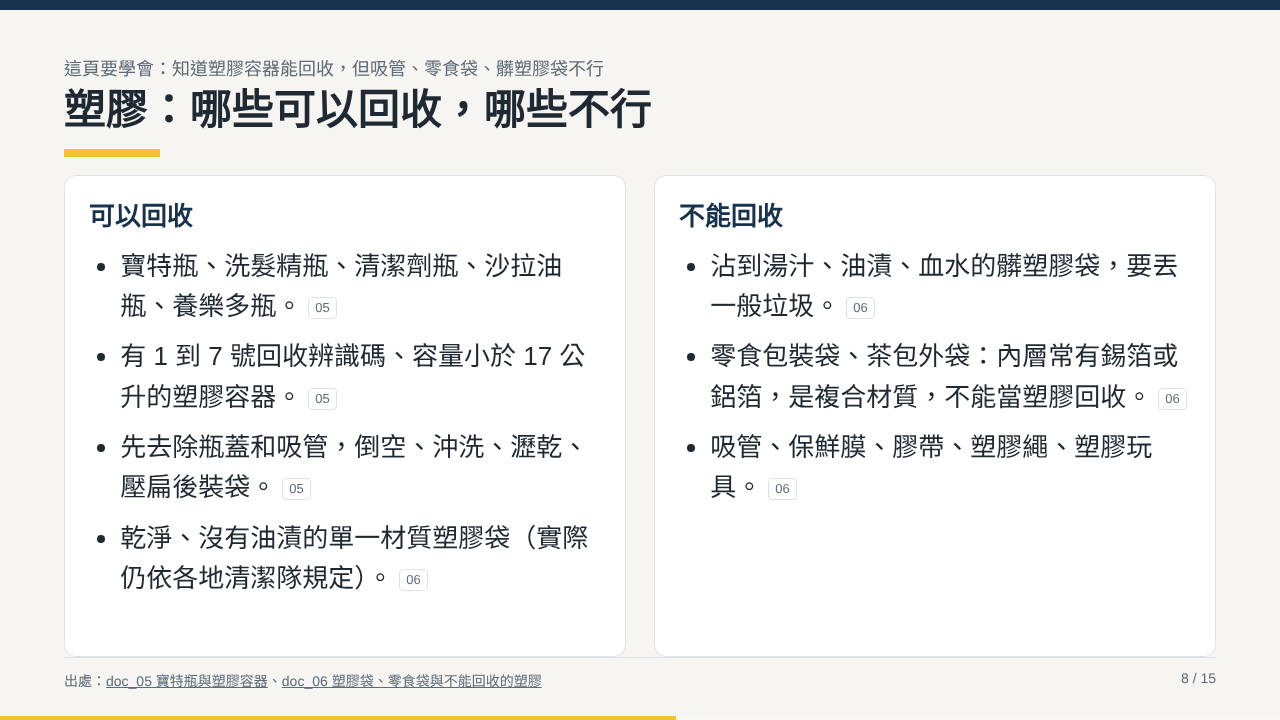 這頁要學會：知道塑膠容器能回收，但吸管、零食袋、髒塑膠袋不行
塑膠：哪些可以回收，哪些不行
可以回收
• 寶特瓶、洗髮精瓶、清潔劑瓶、沙拉油
瓶、養樂多瓶。 05
• 有 1 到 7 號回收辨識碼、容量小於 17 公
升的塑膠容器。 05
• 先去除瓶蓋和吸管，倒空、沖洗、瀝乾、
壓扁後裝袋。 05
• 乾淨、沒有油漬的單一材質塑膠袋（實際
仍依各地清潔隊規定）。 06
不能回收
• 沾到湯汁、油漬、血水的髒塑膠袋，要丟
一般垃圾。 06
• 零食包裝袋、茶包外袋：內層常有錫箔或
鋁箔，是複合材質，不能當塑膠回收。 06
• 吸管、保鮮膜、膠帶、塑膠繩、塑膠玩
具。 06
出處：doc_05 寶特瓶與塑膠容器、doc_06 塑膠袋、零食袋與不能回收的塑膠
8 / 15